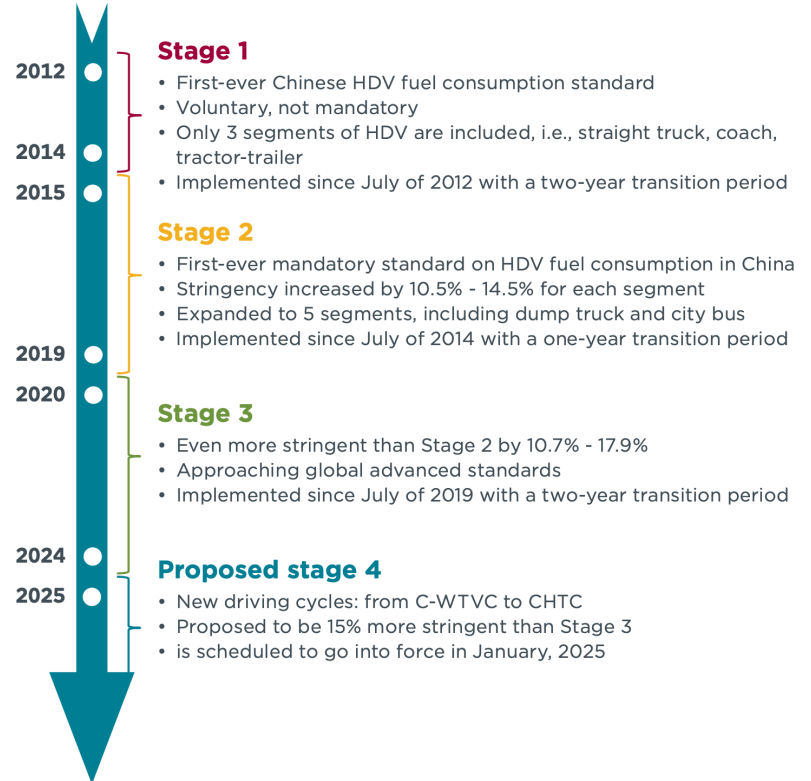 2012
Stage 1
• First-ever Chinese HDV fuel consumption standard
• Voluntary, not mandatory
• Only 3 segments of HDV are included, i.e., straight truck, coach,
tractor-trailer
2014
• Implemented since July of 2012 with a two-year transition period
2015
Stage 2
• First-ever mandatory standard on HDV fuel consumption in China
• Stringency increased by 10.5% - 14.5% for each segment
• Expanded to 5 segments, including dump truck and city bus
• Implemented since July of 2014 with a one-year transition period
2019
2020
Stage 3
• Even more stringent than Stage 2 by 10.7% - 17.9%
• Approaching global advanced standards
• Implemented since July of 2019 with a two-year transition period
2024
Proposed stage 4
2025
• New driving cycles: from C-WTVC to CHTC
• Proposed to be 15% more stringent than Stage 3
• is scheduled to go into force in January, 2025